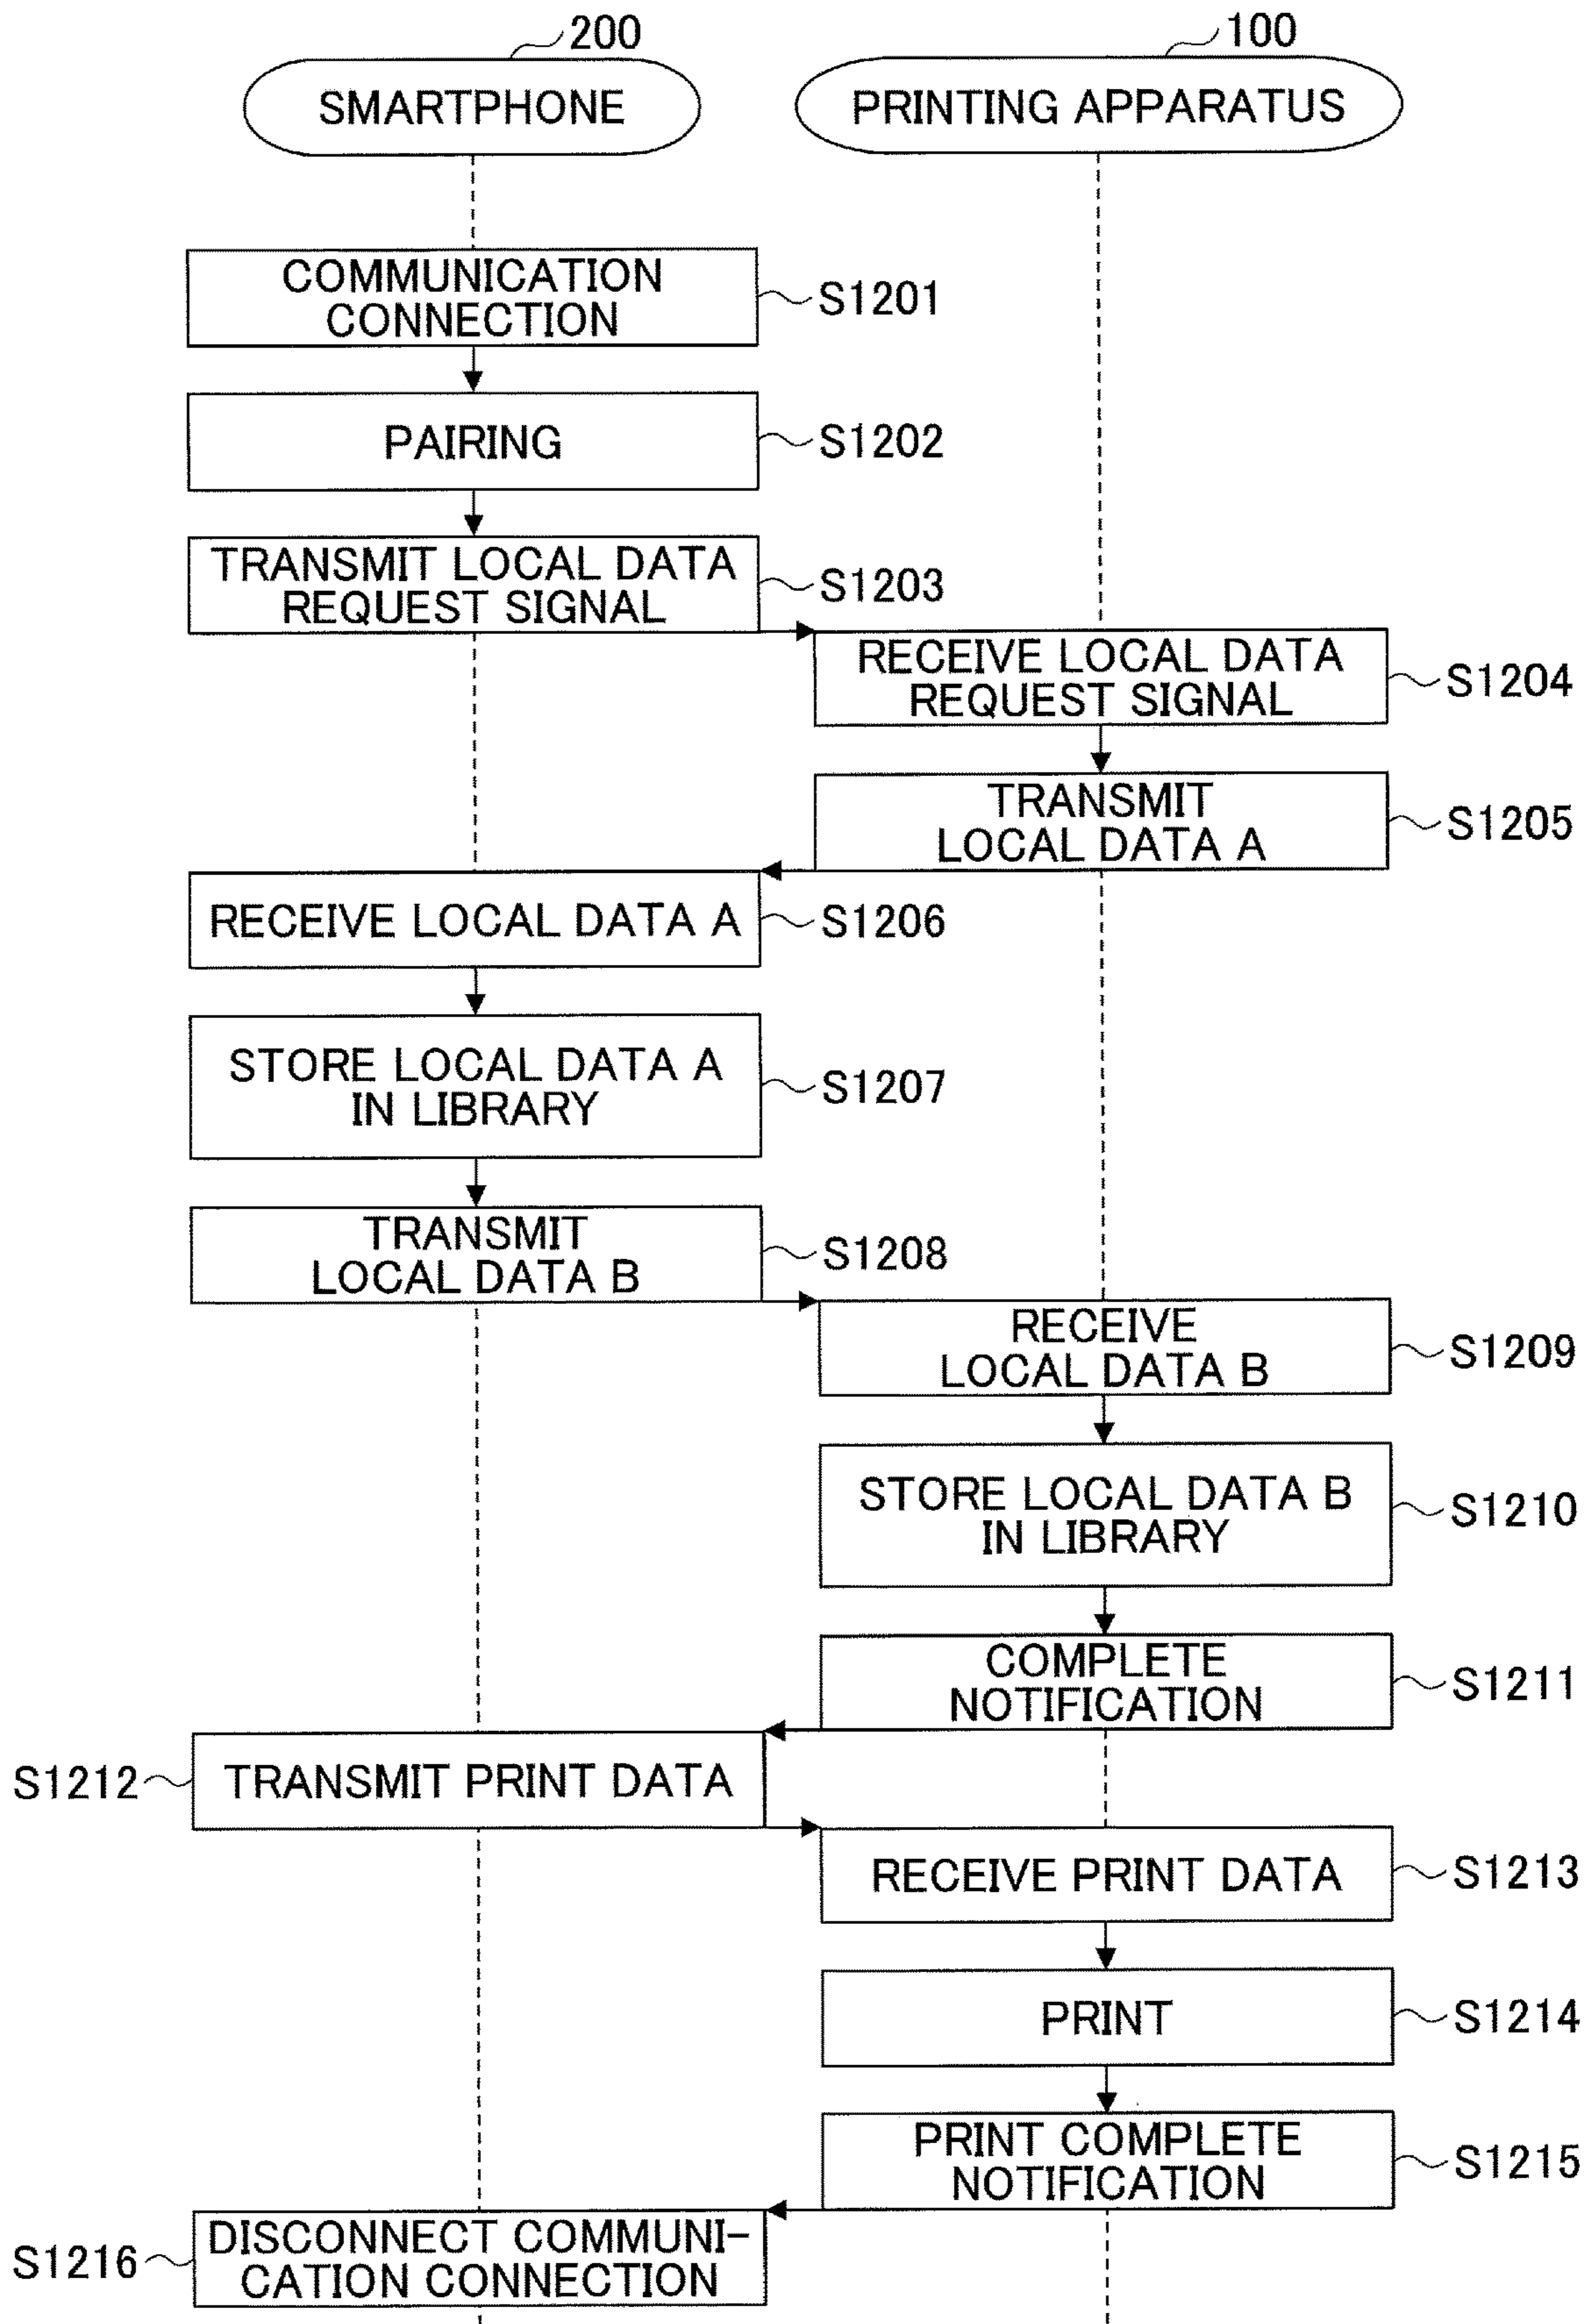 200
100
SMARTPHONE
PRINTING APPARATUS
COMMUNICATION
CONNECTION
S1201
PAIRING
S1202
TRANSMIT LOCAL DATA
REQUEST SIGNAL
S1203
RECEIVE LOCAL DATA
REQUEST SIGNAL
S1204
TRANSMIT
LOCAL DATA A
S1205
RECEIVE LOCAL DATA A
S1206
STORE LOCAL DATA A
IN LIBRARY
S1207
TRANSMIT
LOCAL DATA B
S1208
RECEIVE
LOCAL DATA B
S1209
STORE LOCAL DATA B
IN LIBRARY
S1210
COMPLETE
NOTIFICATION
S1211
S1212
TRANSMIT PRINT DATA
RECEIVE PRINT DATA
S1213
PRINT
S1214
PRINT COMPLETE
NOTIFICATION
S1215
S1216
DISCONNECT COMMUNI-
CATION CONNECTION